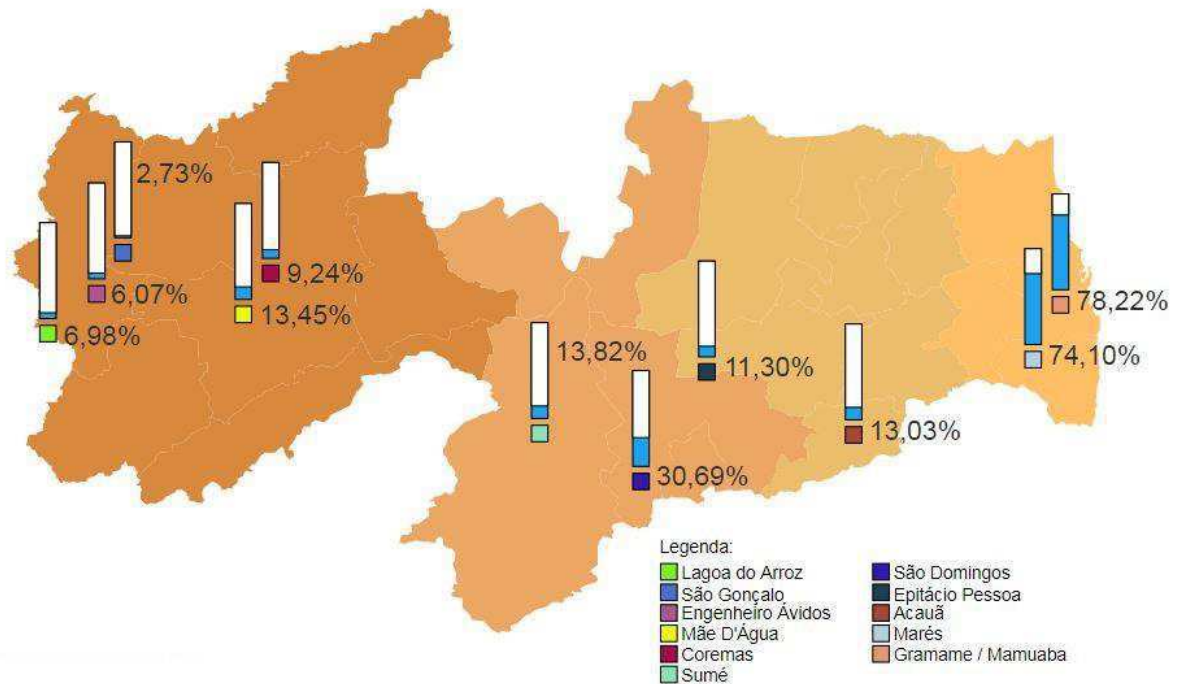 2,73%
9,24%
6,07%
13,45%
6,98%
78,22%
74,10%
13,82%
11,30%
13,03%
30,69%
Legenda:
Lagoa do Arroz
São Gonçalo
Engenheiro Ávidos
Mãe D'Água
Coremas
Sumé
São Domingos
Epitácio Pessoa
Acauã
Marés
Gramame / Mamuaba